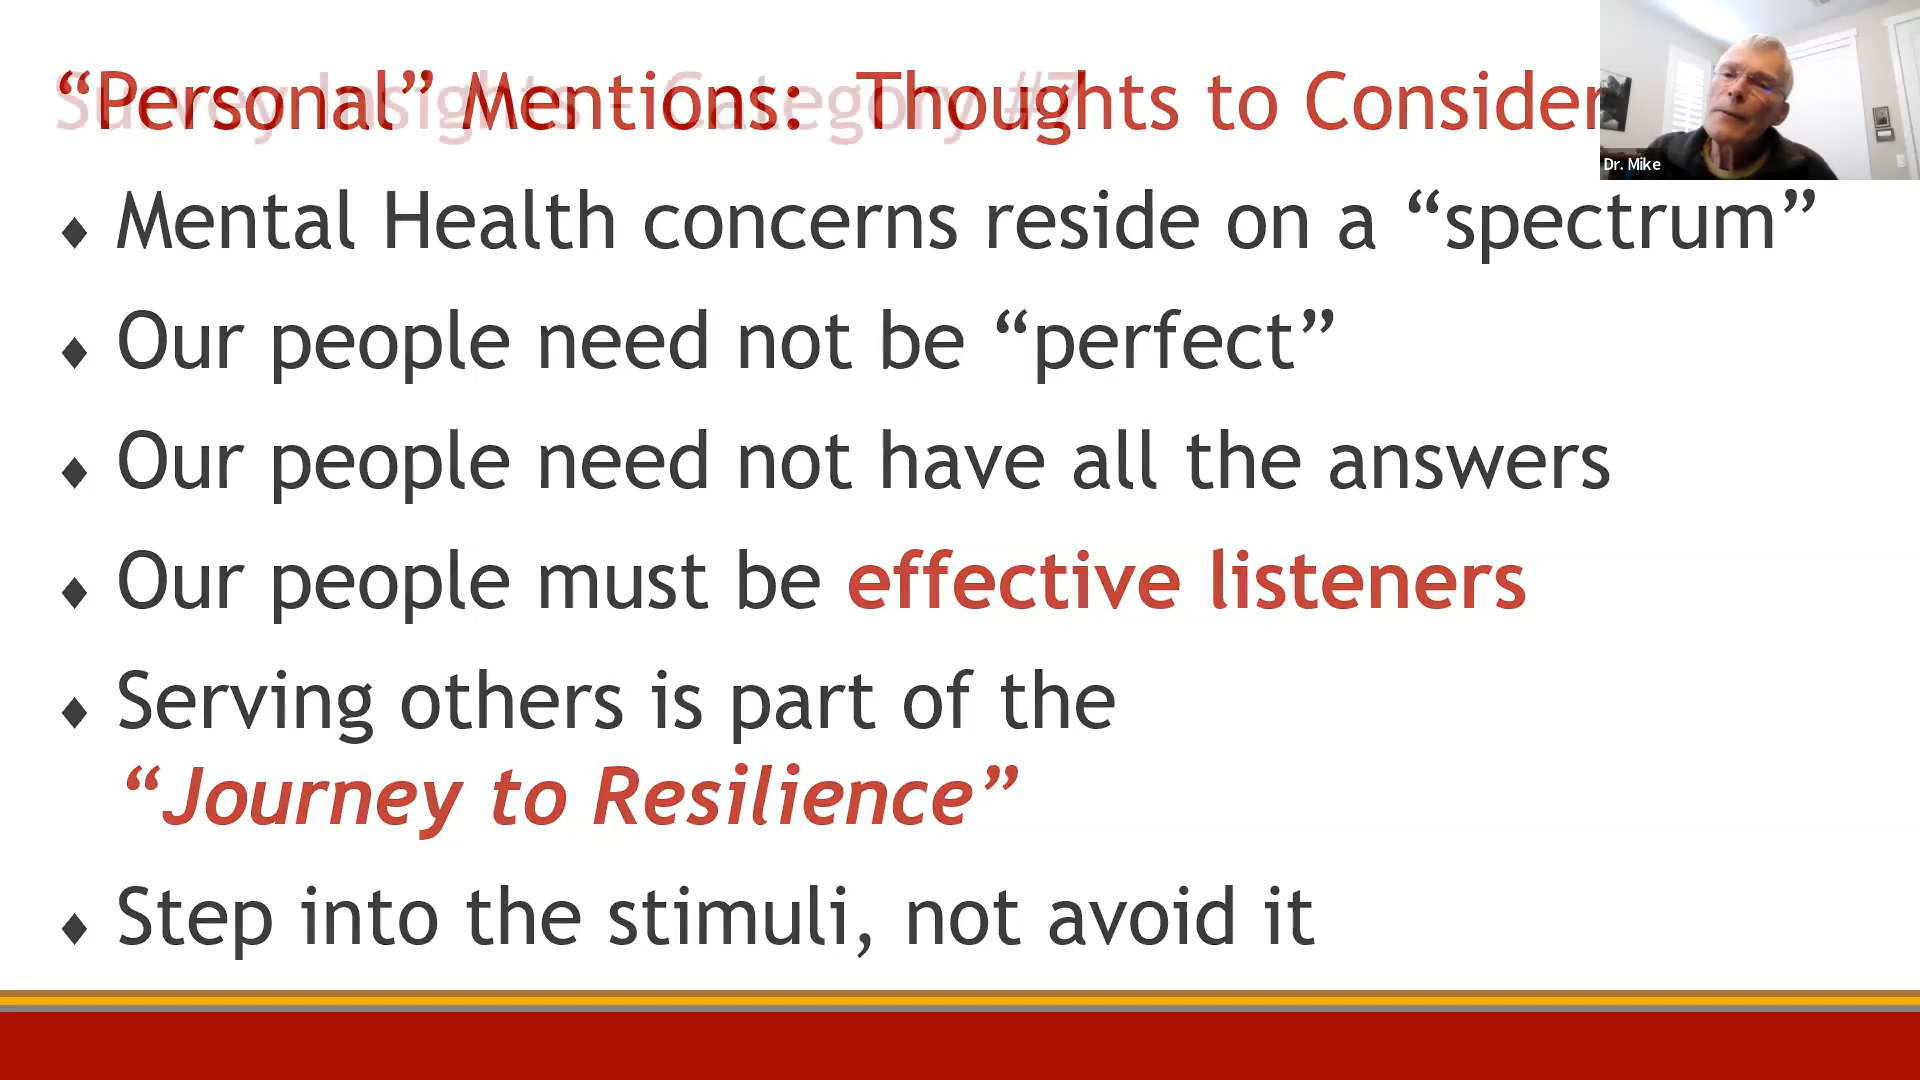 “Personal” Mentions: Thoughts to Consider
Survey Insights - Category #7
Dr. Mike
♦ Mental Health concerns reside on a “spectrum”
♦ Our people need not be “perfect”
♦ Our people need not have all the answers
♦ Our people must be effective listeners
♦ Serving others is part of the
“Journey to Resilience”
♦ Step into the stimuli, not avoid it